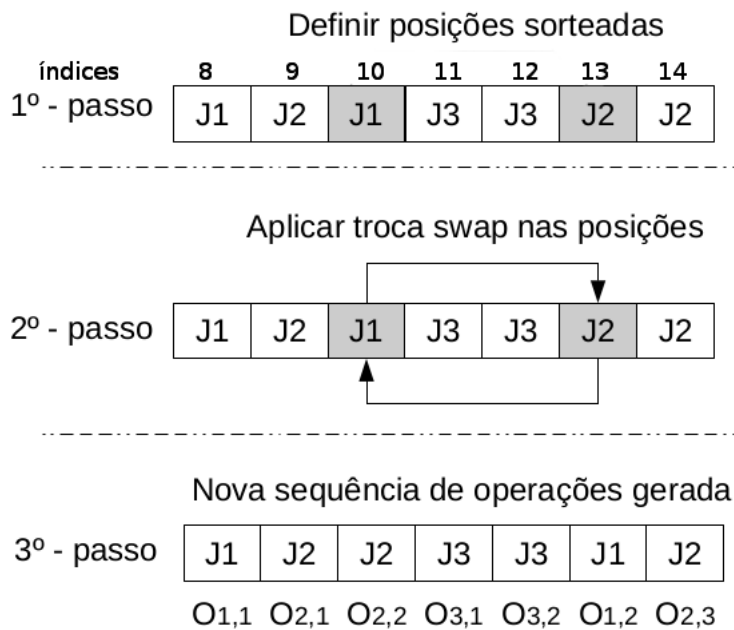 Definir posições sorteadas
índices 8 9 10 11 12 13 14
1º - passo J1 J2 J1 J3 J3 J2 J2
Aplicar troca swap nas posições
2º - passo J1 J2 J1 J3 J3 J2 J2
Nova sequência de operações gerada
3º - passo J1 J2 J2 J3 J3 J1 J2
O1,1 O2,1 O2,2 O3,1 O3,2 O1,2 O2,3